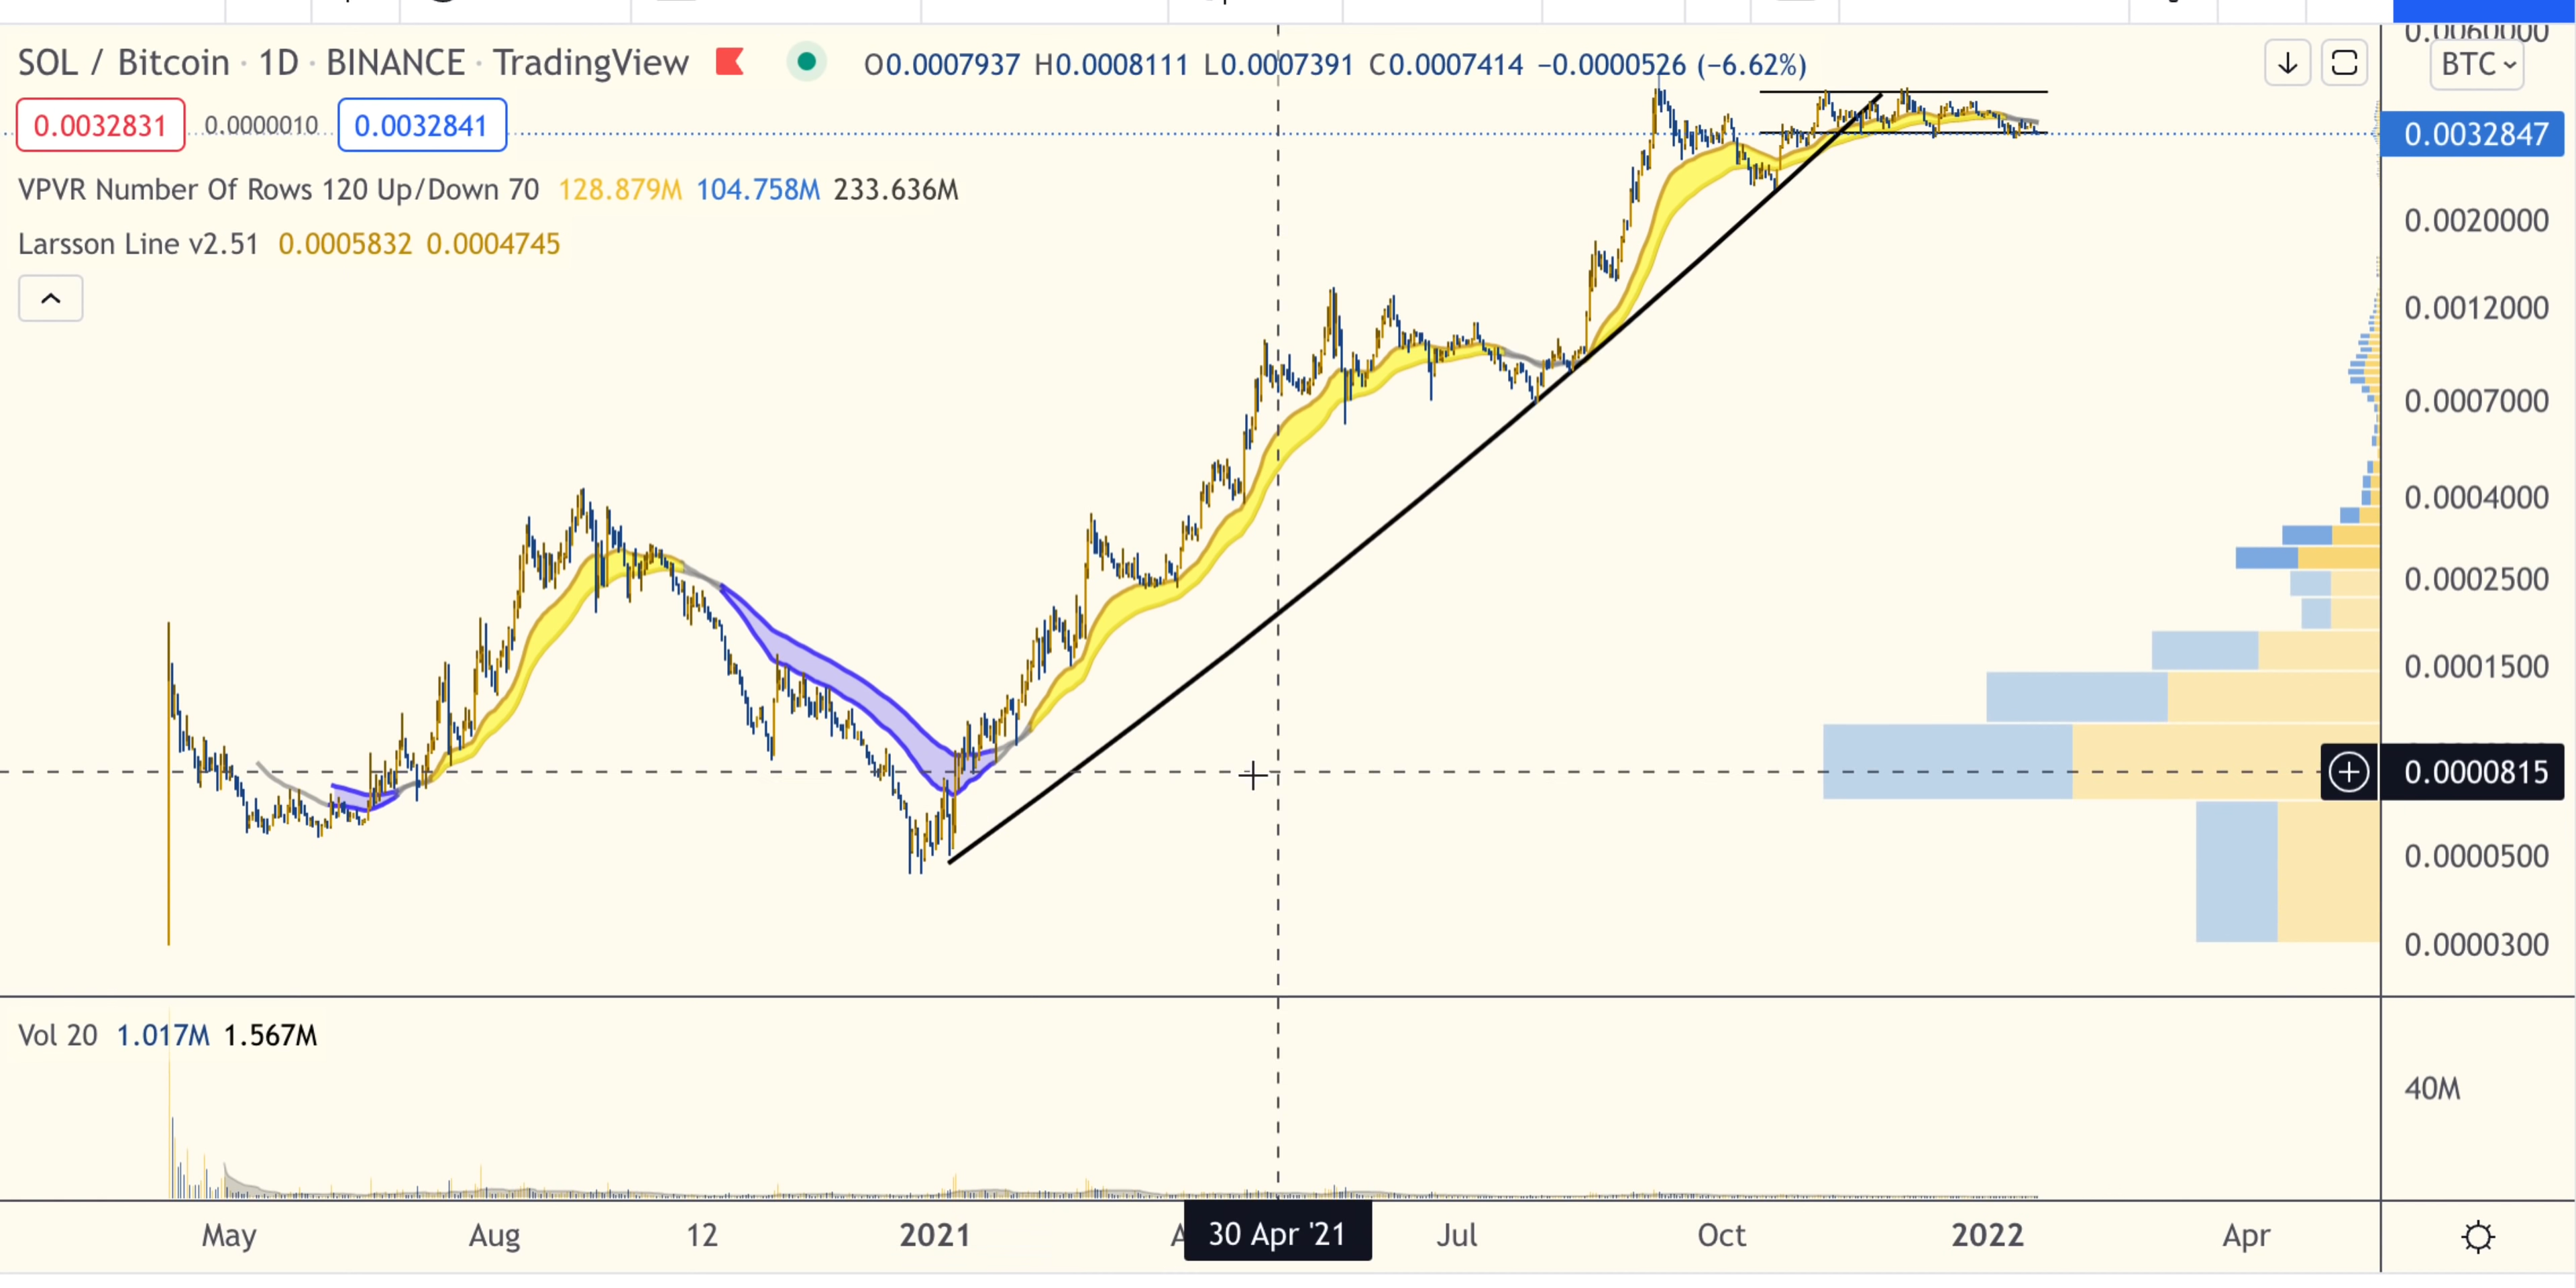 SOL / Bitcoin · 1D · BINANCE · TradingView O0.0007937 H0.0008111 L0.0007391 C0.0007414 −0.0000526 (−6.62%)
0.0032831 0.0000010 0.0032841
VPVR Number Of Rows 120 Up/Down 70 128.879M 104.758M 233.636M
Larsson Line v2.51 0.0005832 0.0004745
0.0060000
BTC
0.0032847
0.0020000
0.0012000
0.0007000
0.0004000
0.0002500
0.0001500
0.0000815
0.0000500
0.0000300
Vol 20 1.017M 1.567M
40M
May Aug 12 2021 A 30 Apr '21 Jul Oct 2022 Apr